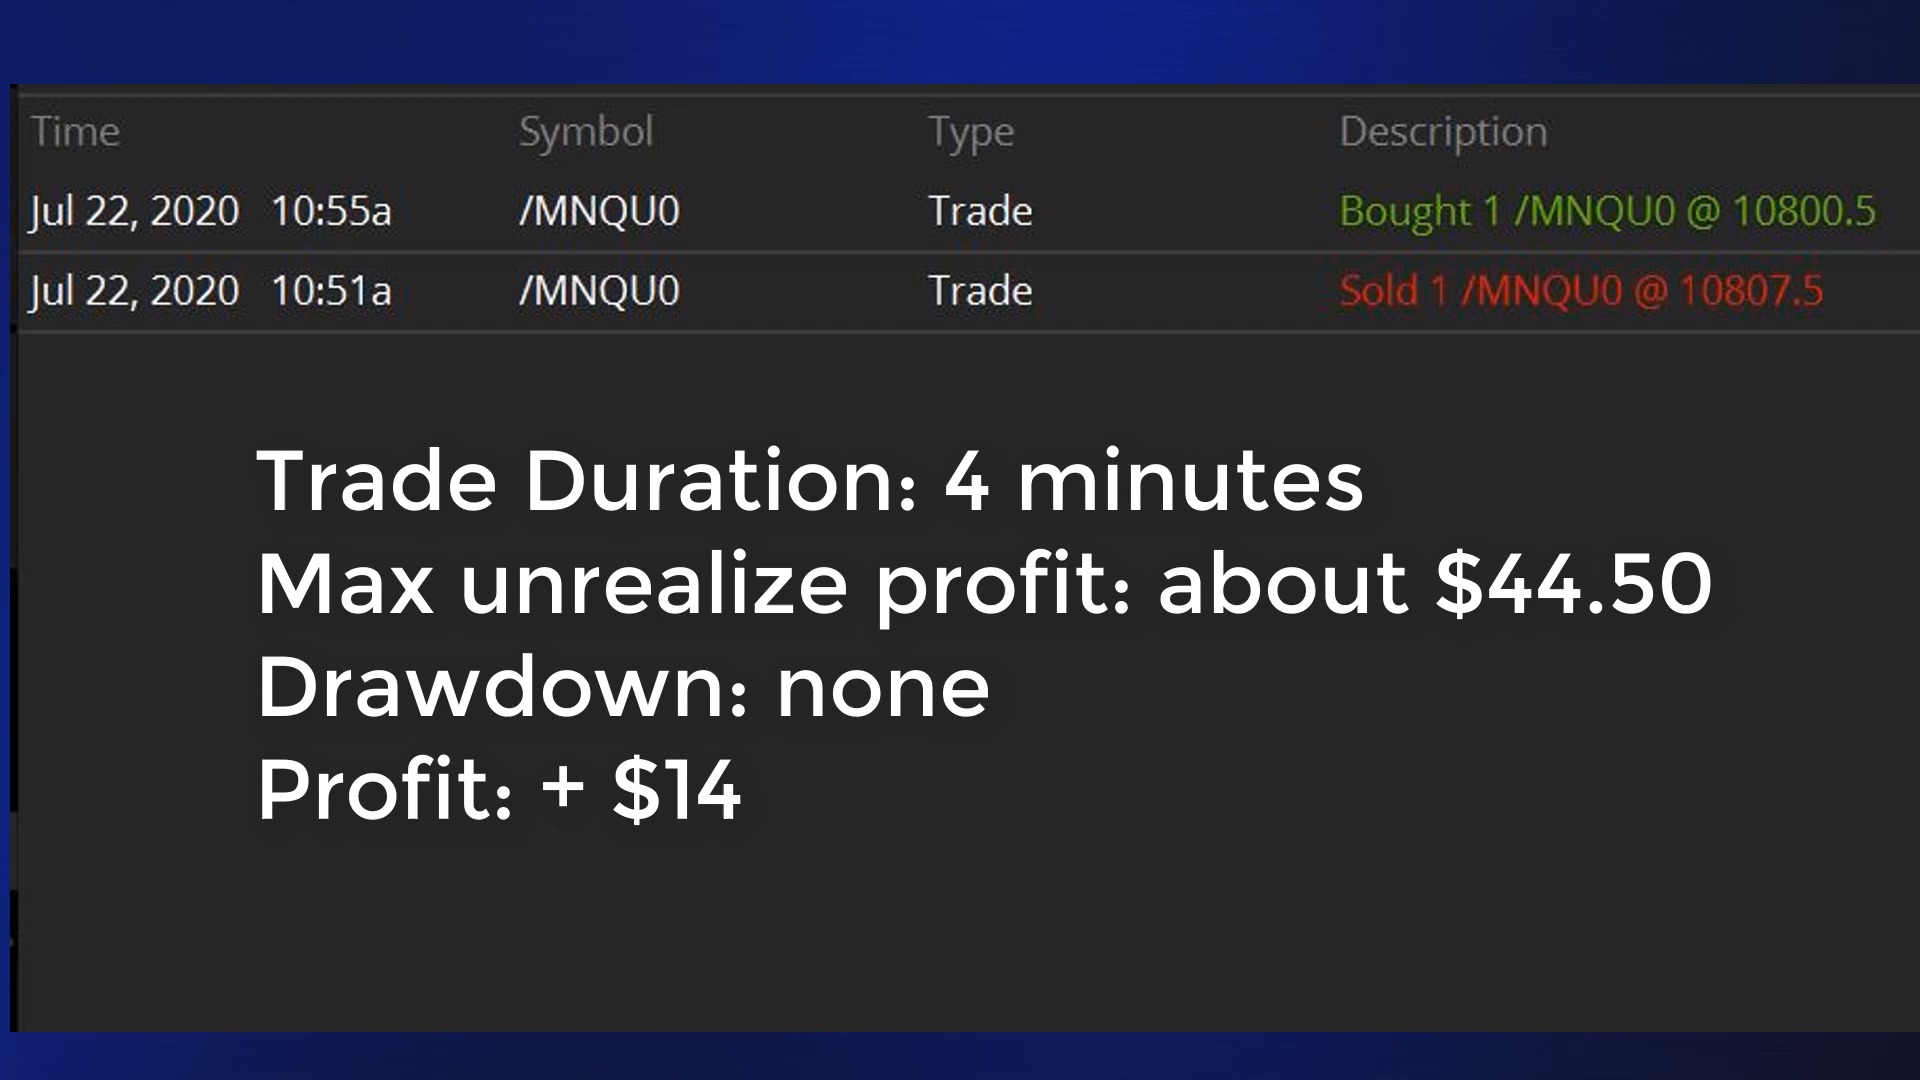 Time Symbol Type Description
Jul 22, 2020 10:55a /MNQU0 Trade Bought 1 /MNQU0 @ 10800.5
Jul 22, 2020 10:51a /MNQU0 Trade Sold 1 /MNQU0 @ 10807.5
Trade Duration: 4 minutes
Max unrealize profit: about $44.50
Drawdown: none
Profit: + $14